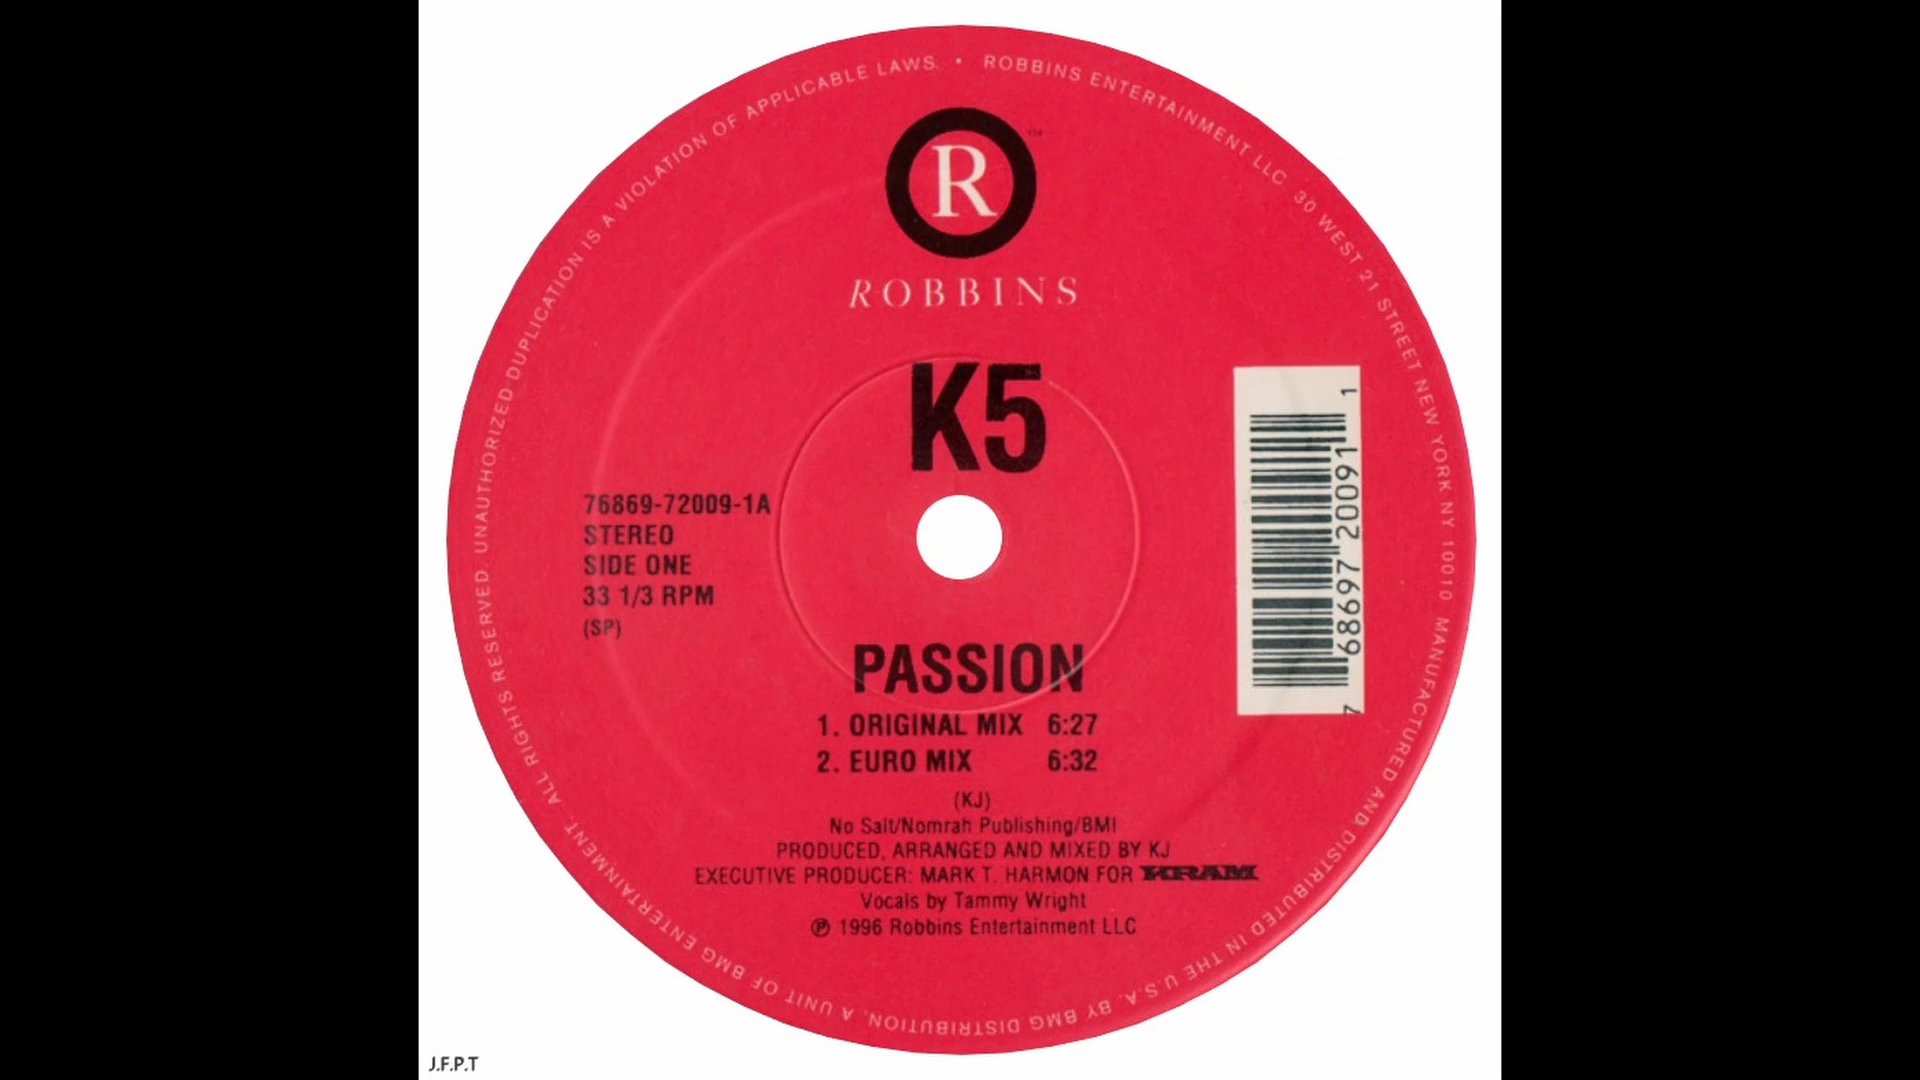 R
™
ROBBINS
K5
76869-72009-1A
STEREO
SIDE ONE
33 1/3 RPM
(SP)
1
68697 20091
7
PASSION
1. ORIGINAL MIX 6:27
2. EURO MIX 6:32
(KJ)
No Salt/Nomrah Publishing/BMI
PRODUCED, ARRANGED AND MIXED BY KJ
EXECUTIVE PRODUCER: MARK T. HARMON FOR KRAM
Vocals by Tammy Wright
℗ 1996 Robbins Entertainment LLC
• ROBBINS ENTERTAINMENT LLC 30 WEST 21 STREET NEW YORK NY 10010 MANUFACTURED AND DISTRIBUTED IN THE U.S.A. BY BMG DISTRIBUTION, A UNIT OF BMG ENTERTAINMENT. ALL RIGHTS RESERVED. UNAUTHORIZED DUPLICATION IS A VIOLATION OF APPLICABLE LAWS.
J.F.P.T